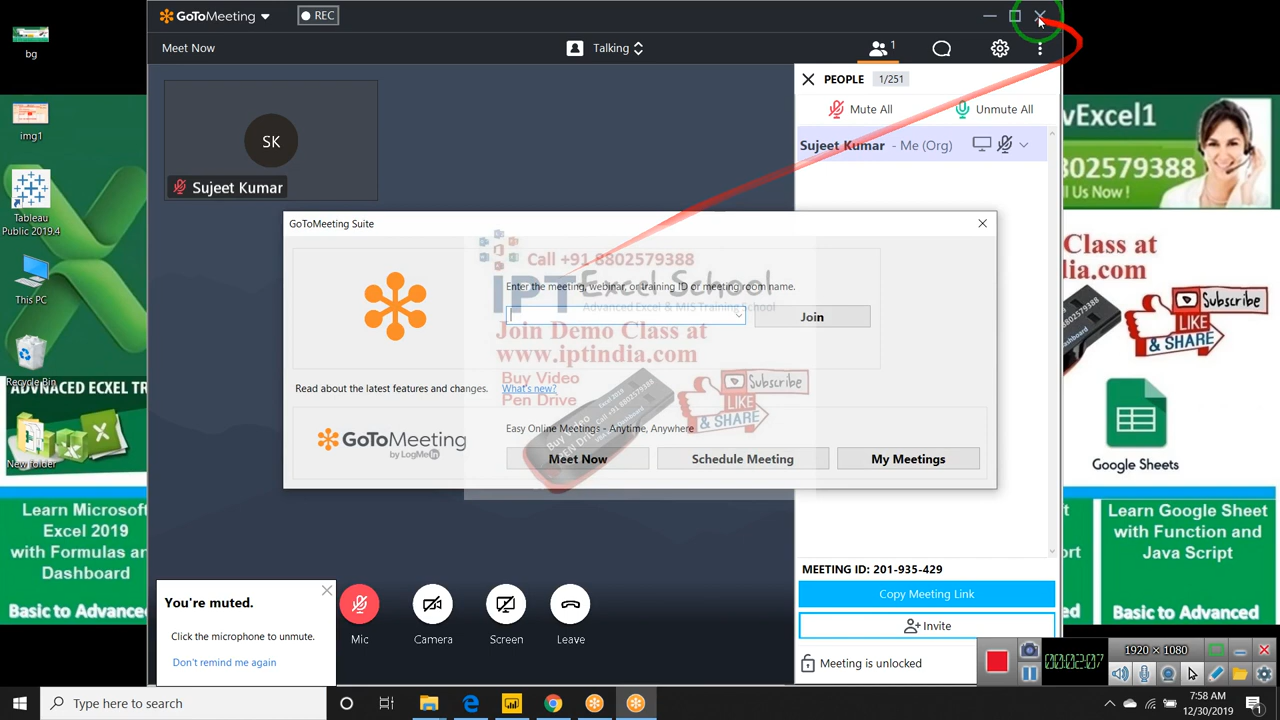 bg
img1
Tableau
Public 2019.4
This PC
Recycle Bin
ADVNACED ECXEL TR
New folder
Learn Microsoft
Excel 2019
with Formulas and
Dashboard
Basic to Advanced
GoToMeeting
REC
Meet Now
Talking
1
SK
Sujeet Kumar
PEOPLE 1/251
Mute All
Unmute All
Sujeet Kumar - Me (Org)
GoToMeeting Suite
Call +91 8802579388
Enter the meeting, webinar, or training ID or meeting room name.
IPT Excel School
Advanced Excel & MIS Training School
Join
Join Demo Class at
www.iptindia.com
Buy Video
Pen Drive
Subscribe
LIKE
& SHARE
Read about the latest features and changes.
What's new?
GoToMeeting
by LogMeIn
Easy Online Meetings - Anytime, Anywhere
Meet Now
Schedule Meeting
My Meetings
You're muted.
Click the microphone to unmute.
Don't remind me again
Mic
Camera
Screen
Leave
MEETING ID: 201-935-429
Copy Meeting Link
Invite
Meeting is unlocked
vExcel1
802579388
l Us Now !
Class at
ia.com
Subscribe
LIKE
& SHARE
Google Sheets
Learn Google Sheet
with Function and
Java Script
Basic to Advanced
1920 × 1080
00:02:07
Type here to search
7:58 AM
12/30/2019
1